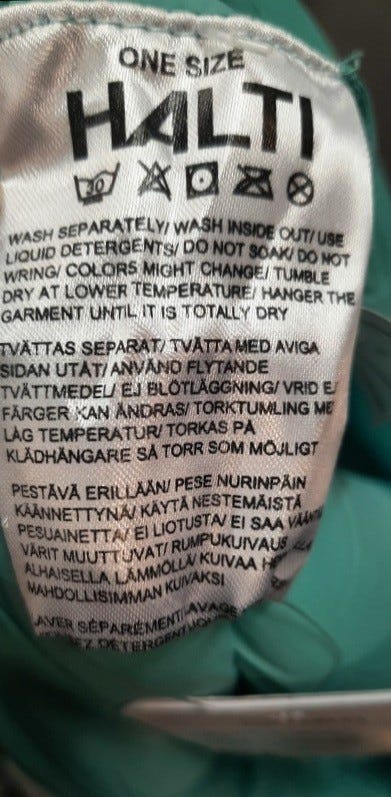 ONE SIZE
HALTI
30
WASH SEPARATELY/ WASH INSIDE OUT/ USE
LIQUID DETERGENTS/ DO NOT SOAK/ DO NOT
WRING/ COLORS MIGHT CHANGE/ TUMBLE
DRY AT LOWER TEMPERATURE/ HANGER THE
GARMENT UNTIL IT IS TOTALLY DRY
TVÄTTAS SEPARAT/ TVÄTTA MED AVIGA
SIDAN UTÅT/ ANVÄND FLYTANDE
TVÄTTMEDEL/ EJ BLÖTLÄGGNING/ VRID EJ
FÄRGER KAN ÄNDRAS/ TORKTUMLING ME
LÅG TEMPERATUR/ TORKAS PÅ
KLÄDHÄNGARE SÅ TORR SOM MÖJLIGT
PESTÄVÄ ERILLÄÄN/ PESE NURINPÄIN
KÄÄNNETTYNÄ/ KÄYTÄ NESTEMÄISTÄ
PESUAINETTA/ EI LIOTUSTA/ EI SAA VÄÄNT
VÄRIT MUUTTUVAT/ RUMPUKUIVAUS
ALHAISELLA LÄMMÖLLÄ/ KUIVAA
MAHDOLLISIMMAN KUIVAKSI
LAVER SÉPARÉMENT/ LAVAGE
DÉTERGENT